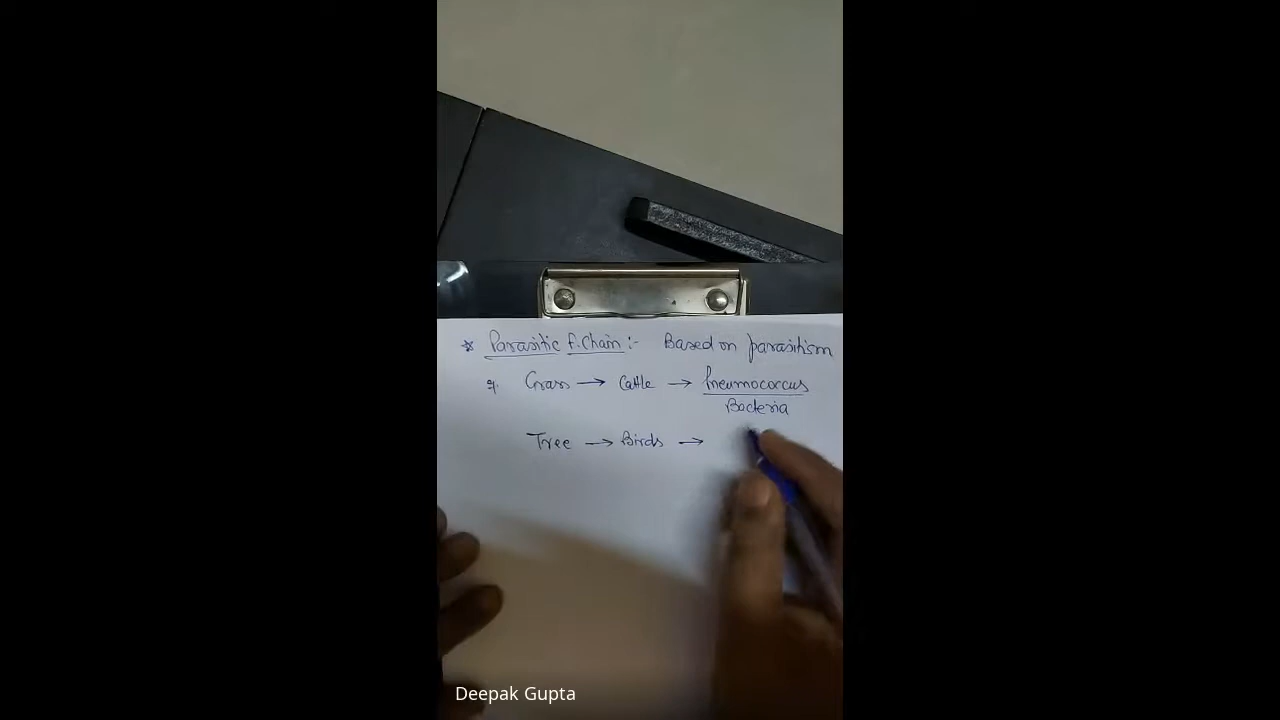 * Parasitic f. Chain :- Based on parasitism
eg. Grass → Cattle → Pneumococcus
Bacteria
Tree → Birds →
Deepak Gupta